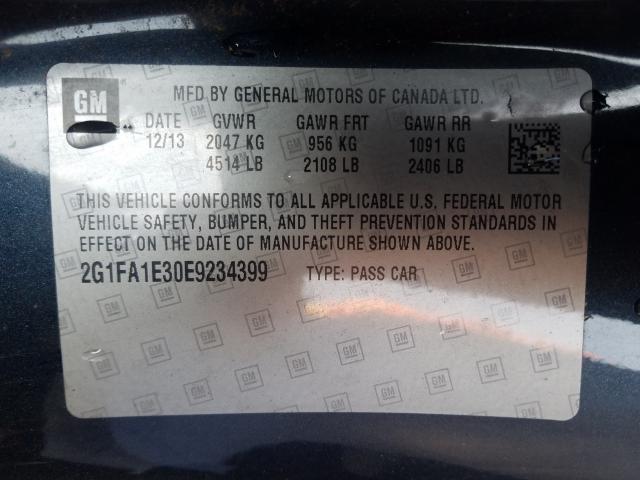 GM
MFD BY GENERAL MOTORS OF CANADA LTD.
DATE GVWR GAWR FRT GAWR RR
12/13 2047 KG 956 KG 1091 KG
4514 LB 2108 LB 2406 LB
THIS VEHICLE CONFORMS TO ALL APPLICABLE U.S. FEDERAL MOTOR
VEHICLE SAFETY, BUMPER, AND THEFT PREVENTION STANDARDS IN
EFFECT ON THE DATE OF MANUFACTURE SHOWN ABOVE.
2G1FA1E30E9234399 TYPE: PASS CAR